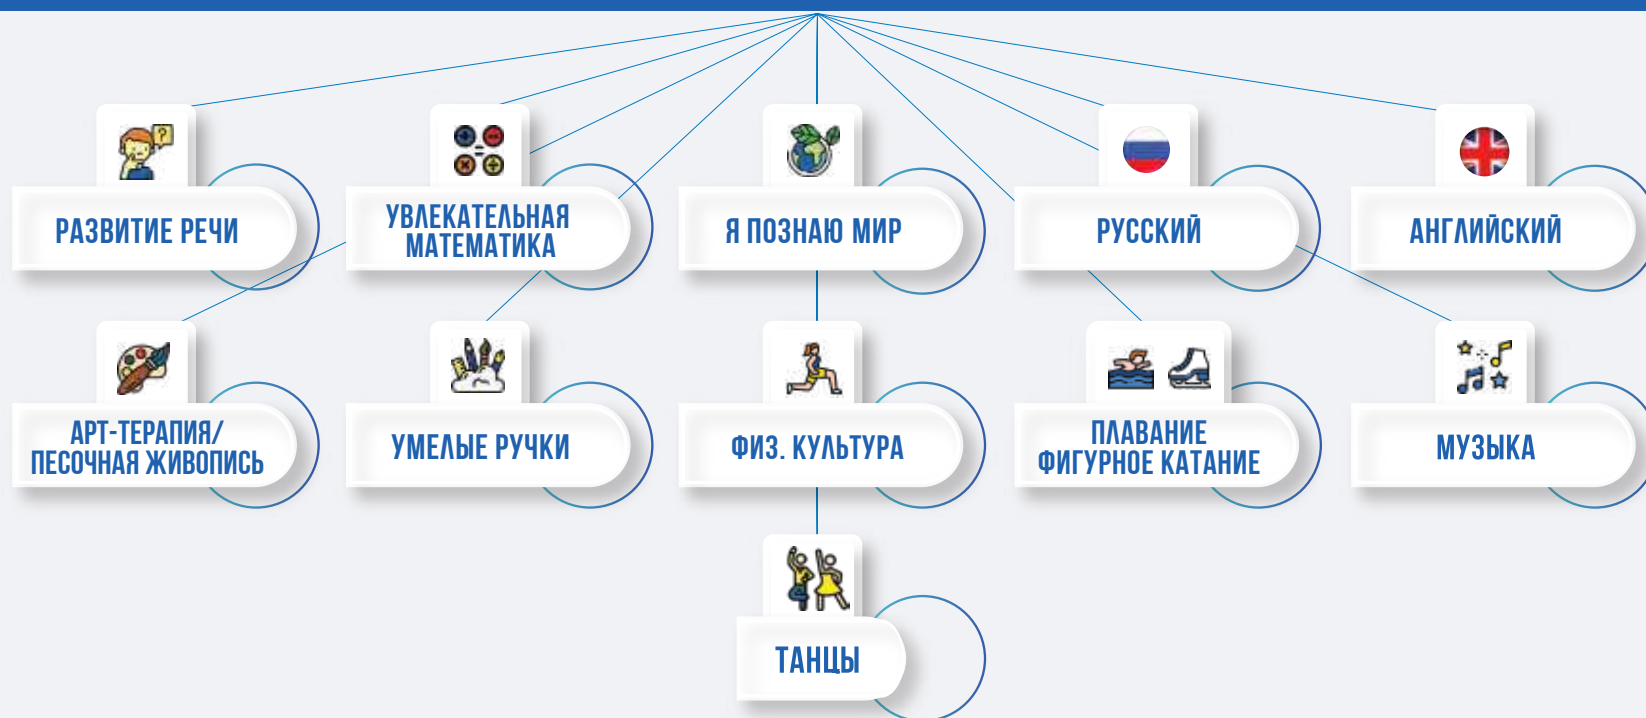 РАЗВИТИЕ РЕЧИ
УВЛЕКАТЕЛЬНАЯ
МАТЕМАТИКА
Я ПОЗНАЮ МИР
РУССКИЙ
АНГЛИЙСКИЙ
АРТ-ТЕРАПИЯ/
ПЕСОЧНАЯ ЖИВОПИСЬ
УМЕЛЫЕ РУЧКИ
ФИЗ. КУЛЬТУРА
ПЛАВАНИЕ
ФИГУРНОЕ КАТАНИЕ
МУЗЫКА
ТАНЦЫ